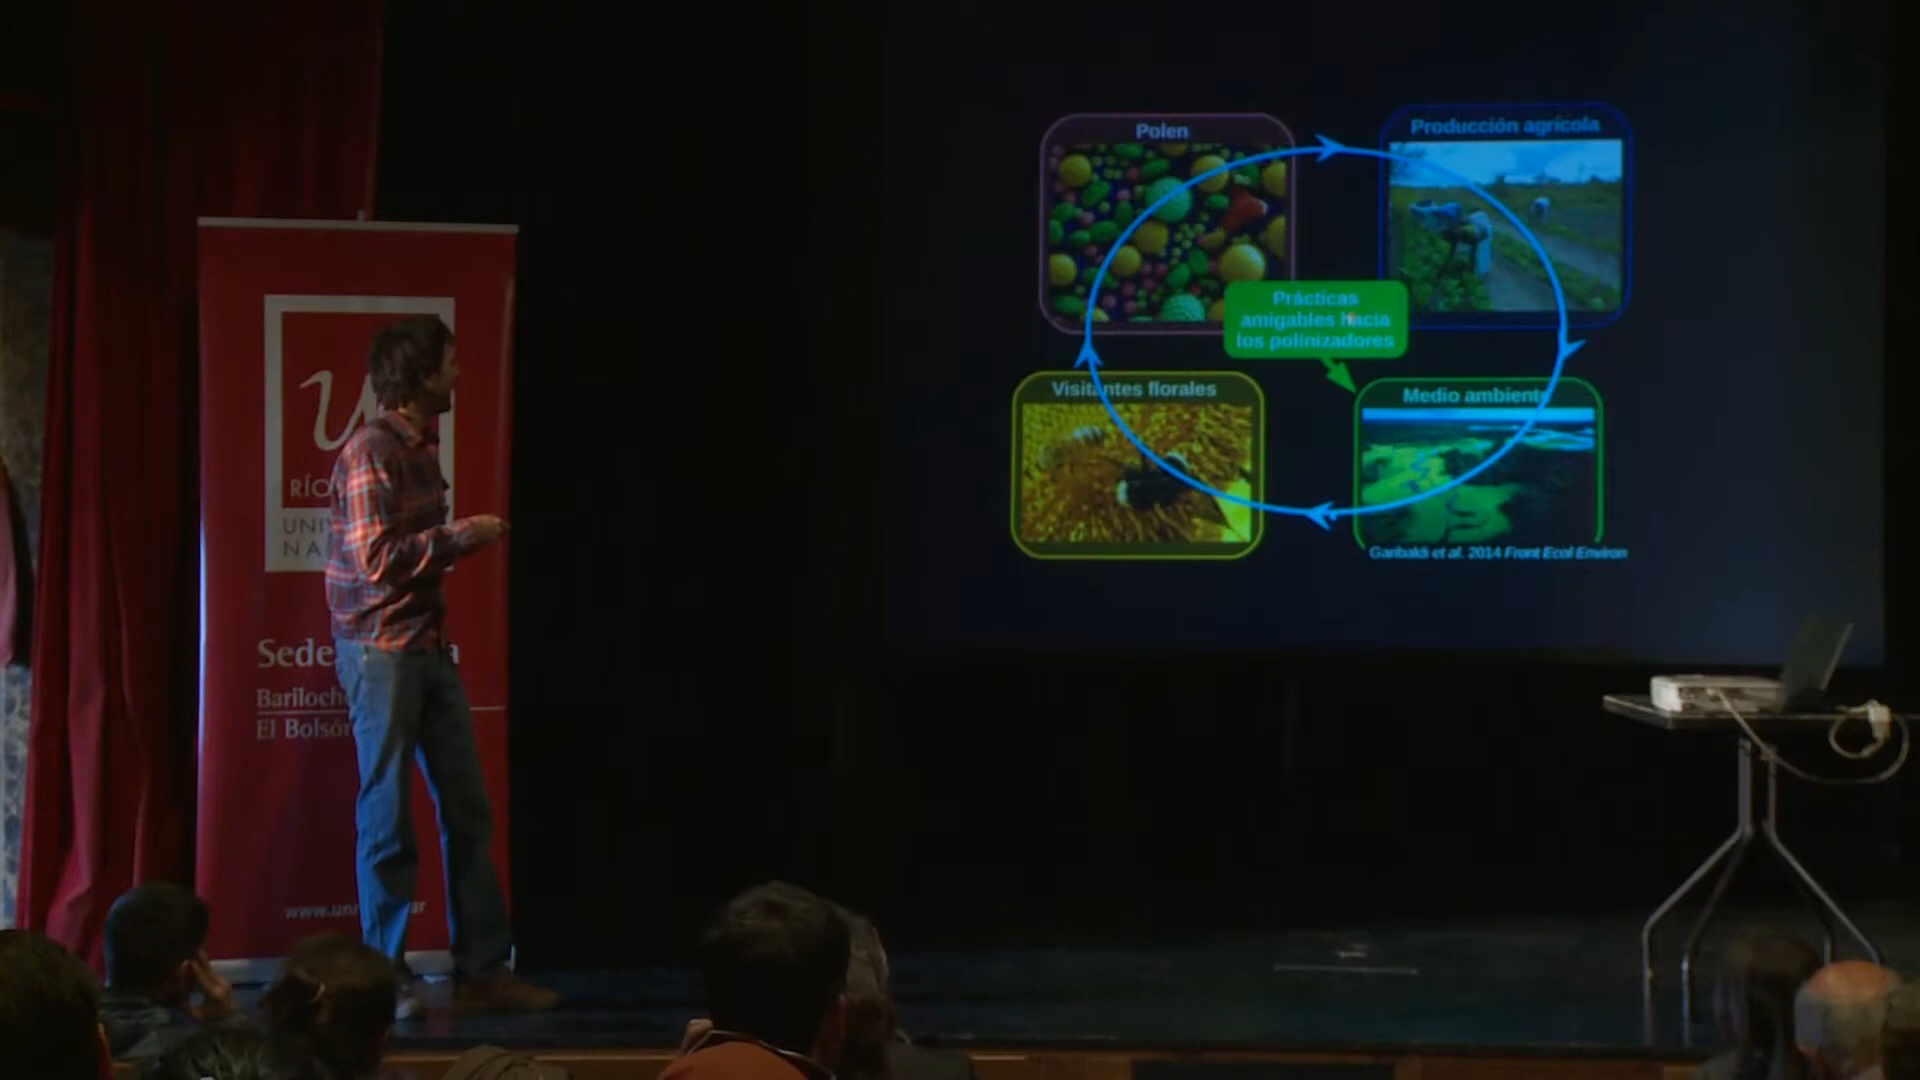 Polen
Producción agrícola
Prácticas
amigables hacia
los polinizadores
Visitantes florales
Medio ambiente
Garibaldi et al. 2014 Front Ecol Environ
RÍO
Sede
Bariloche
El Bolsón